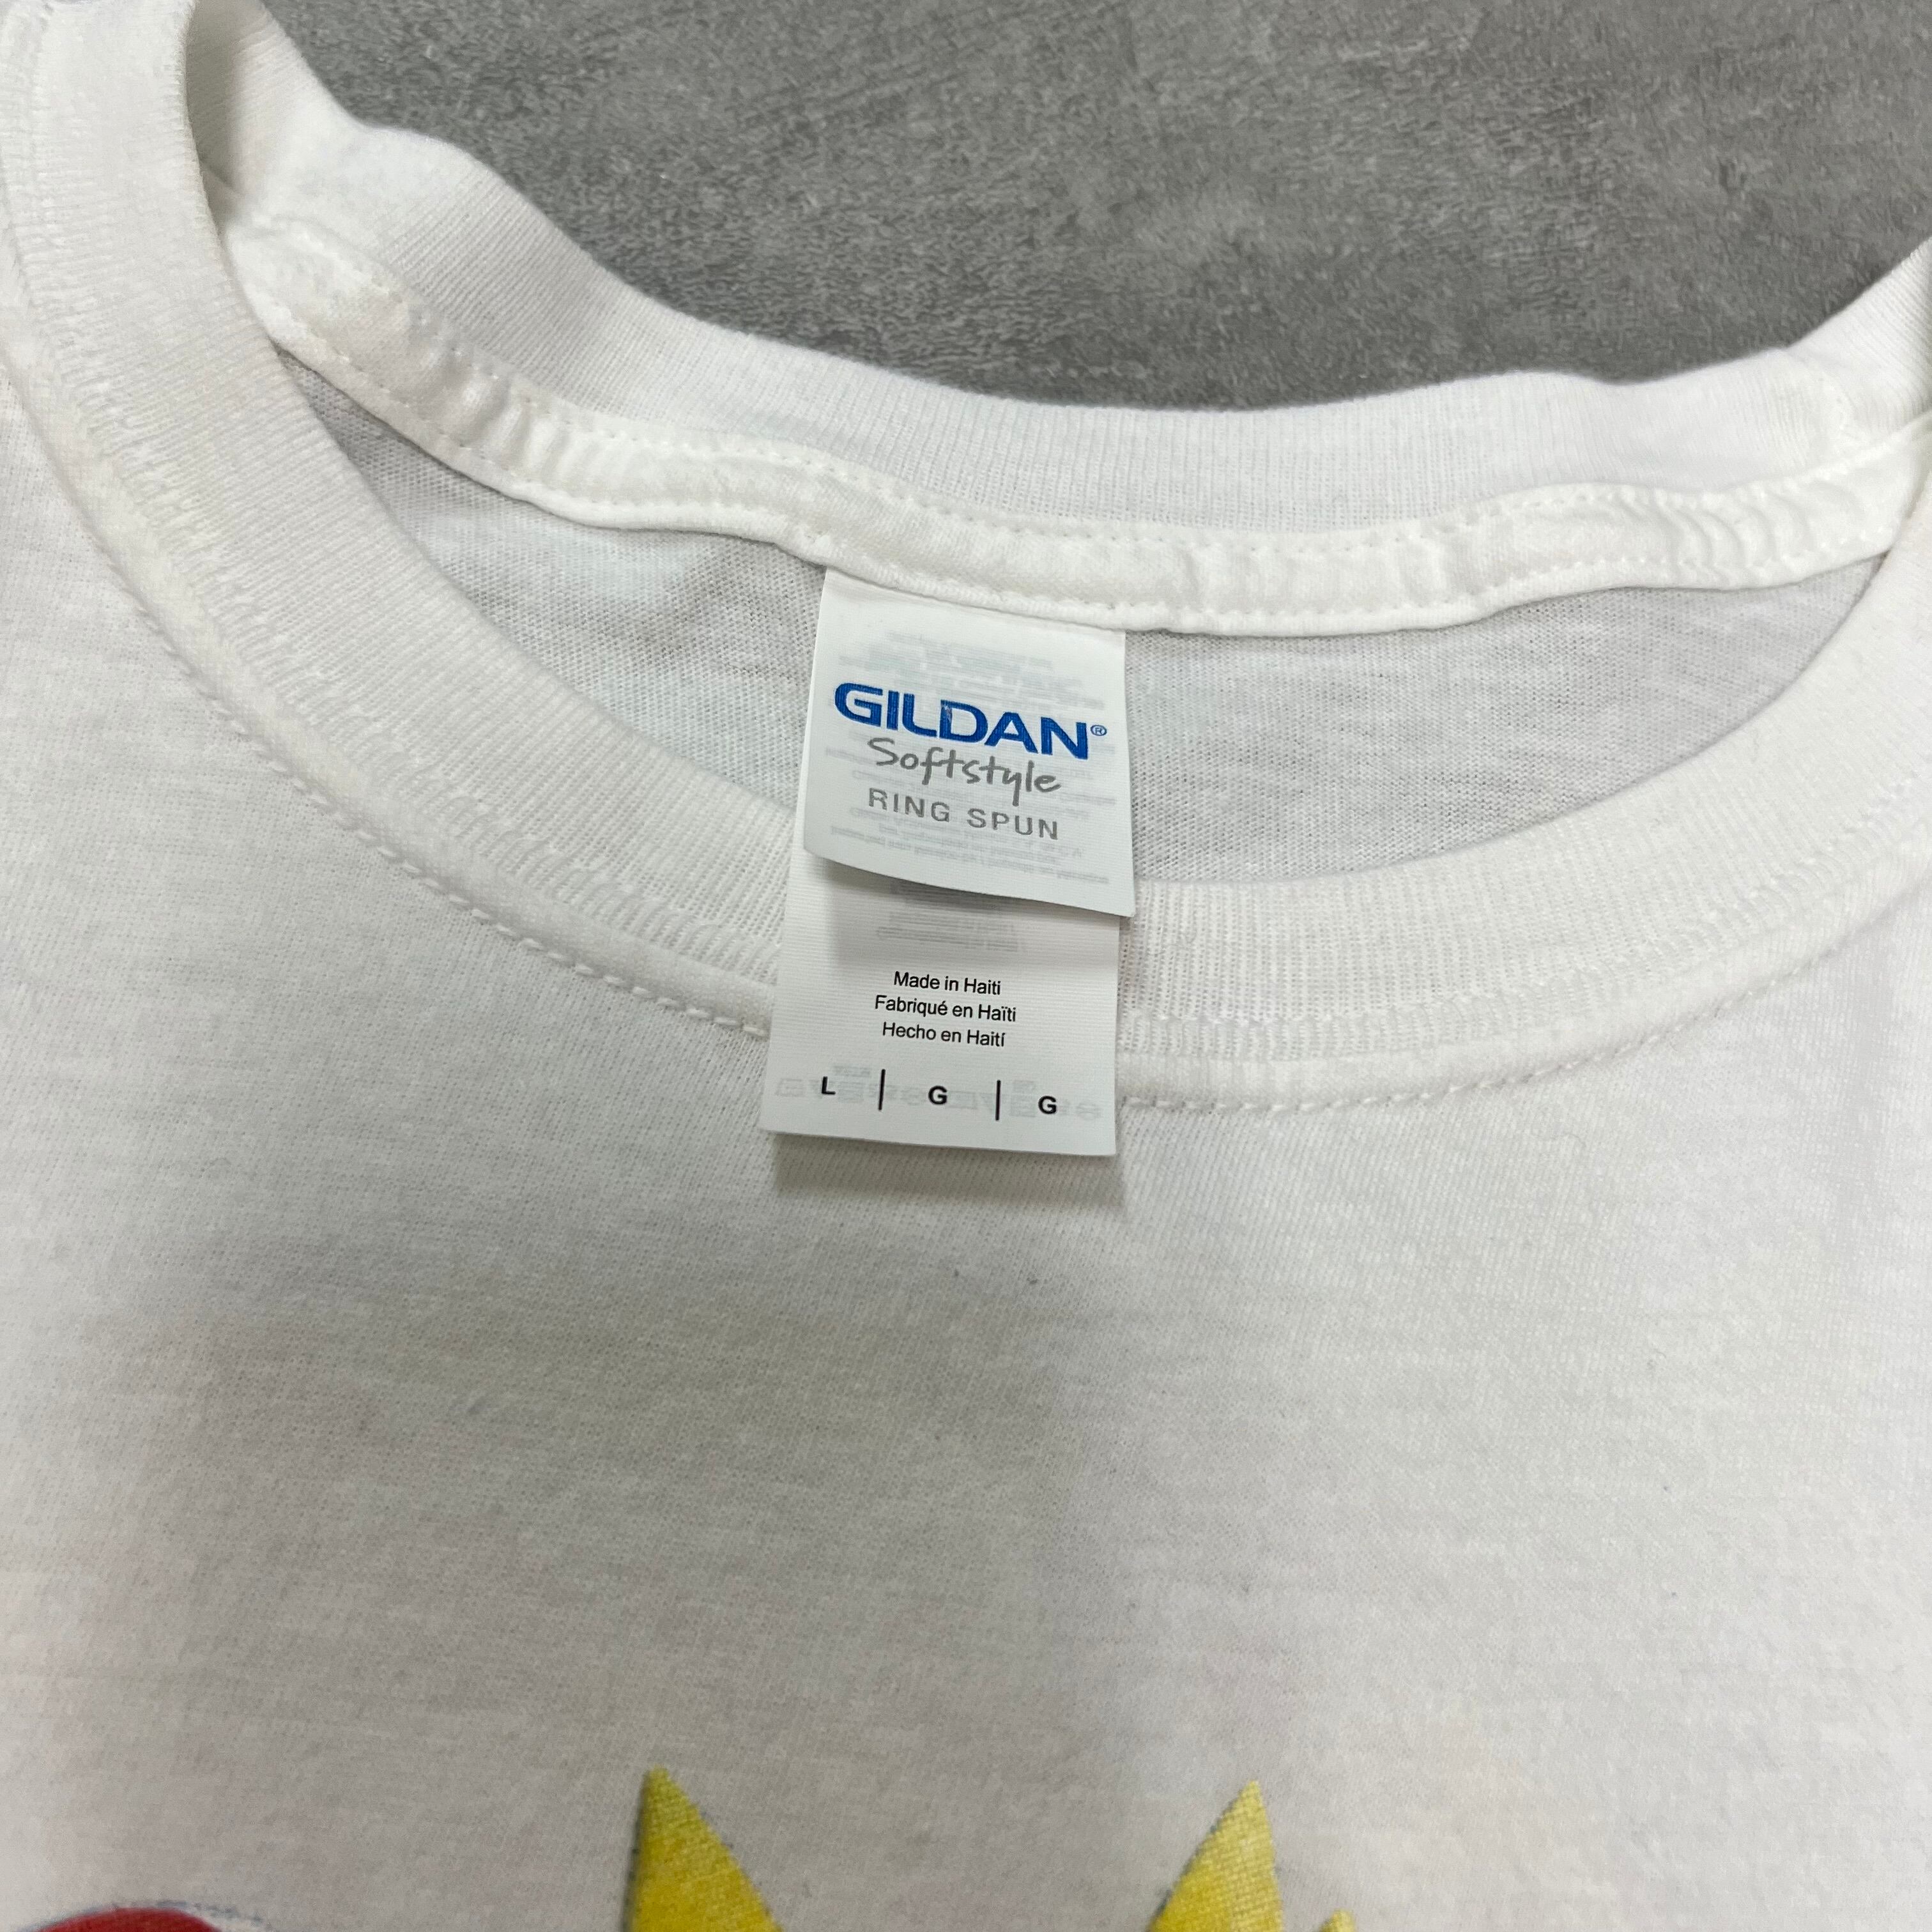 GILDAN®
Softstyle
RING SPUN
Made in Haiti
Fabriqué en Haïti
Hecho en Haití
L | G | G